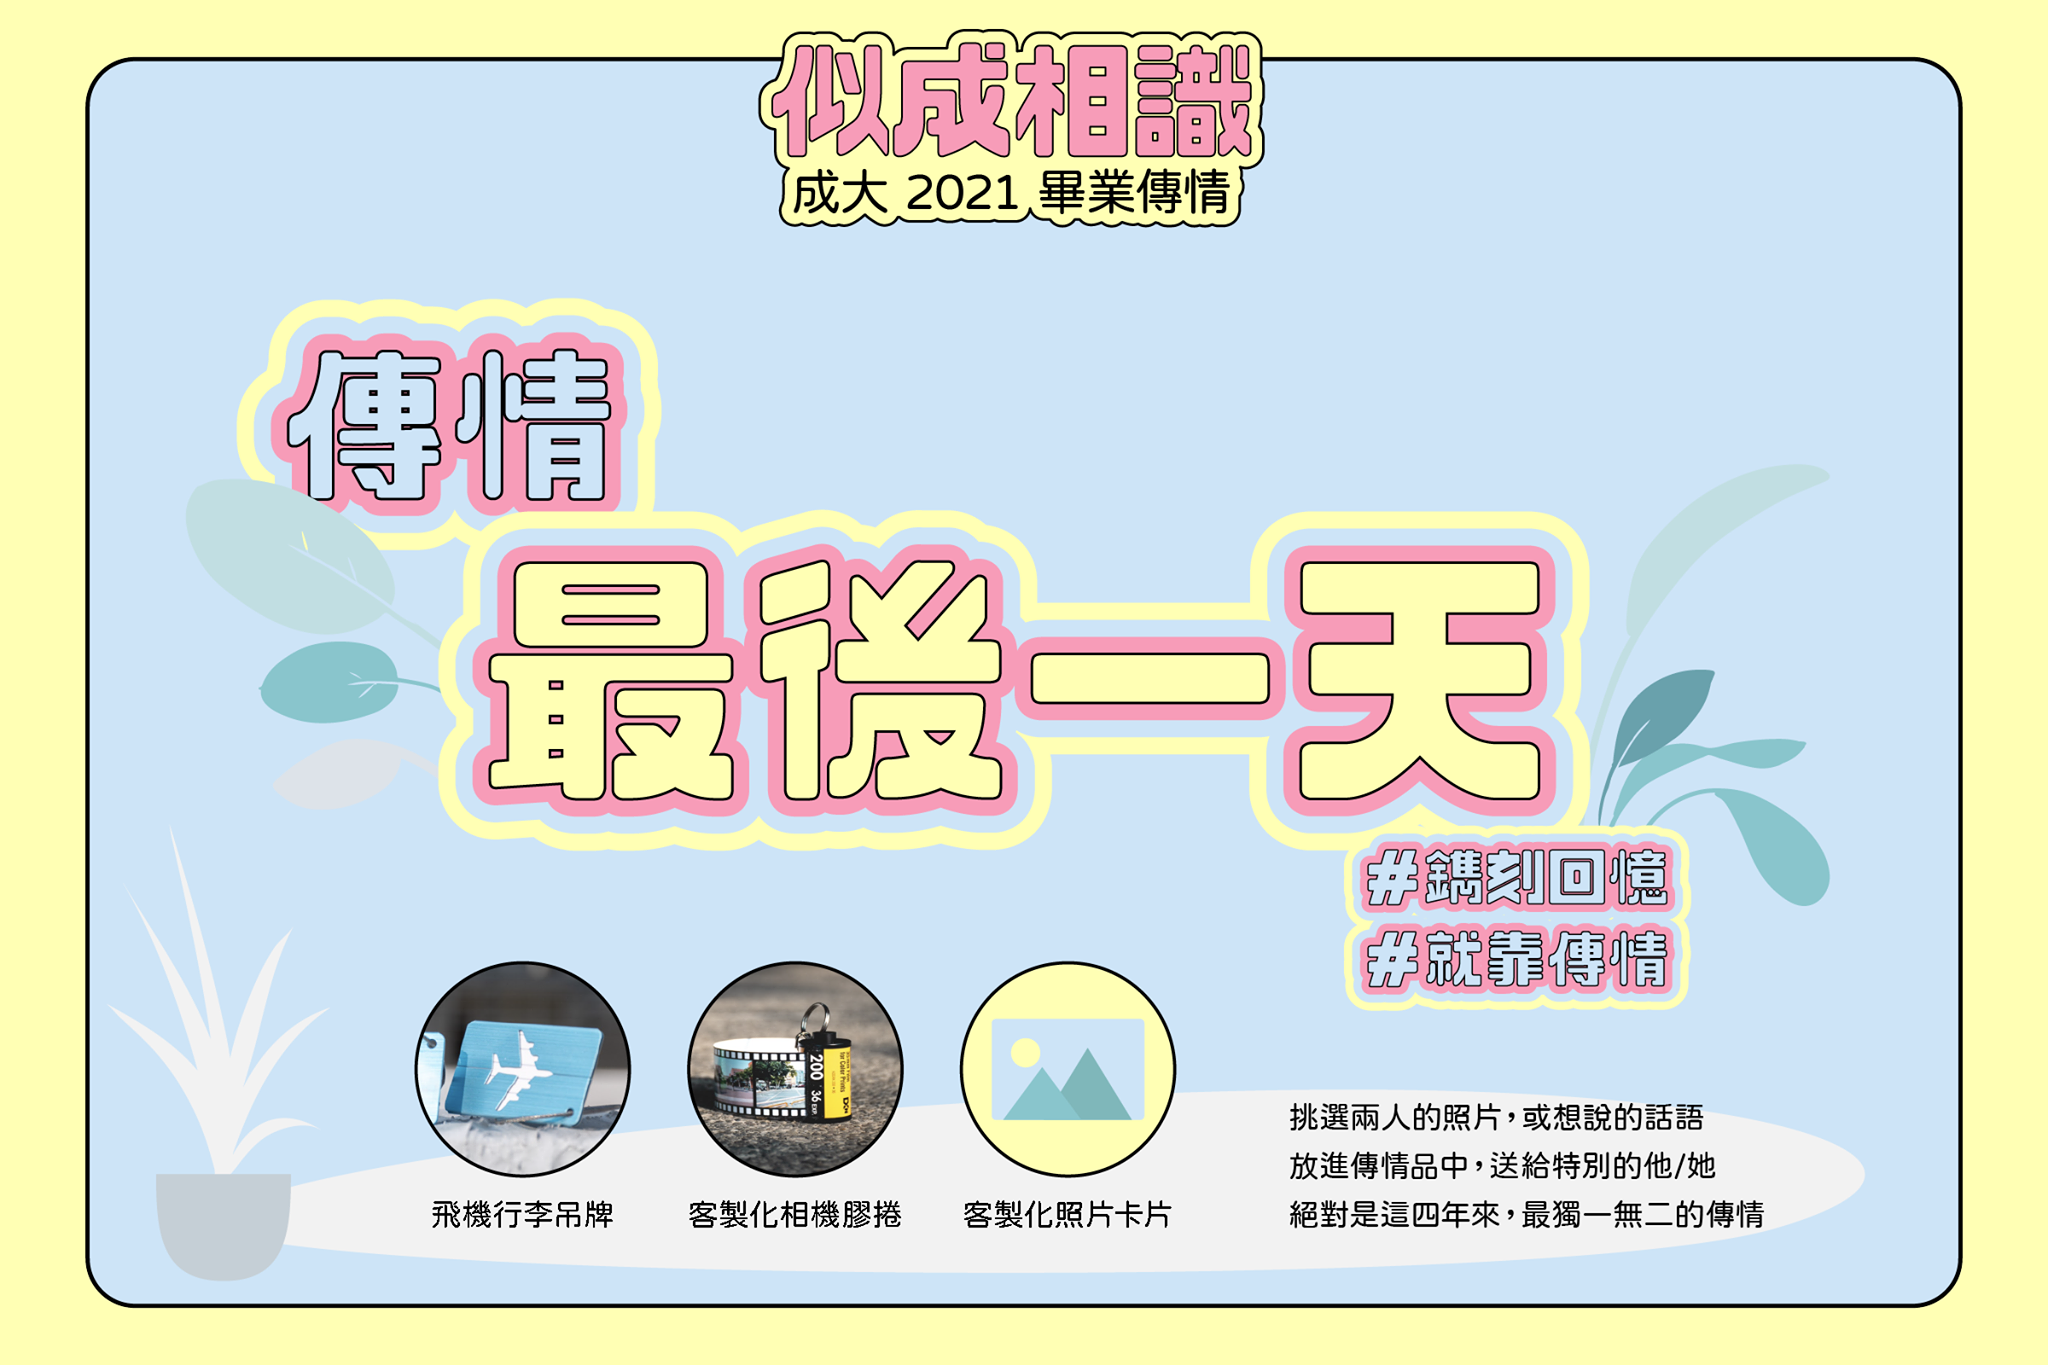 似成相識
成大 2021 畢業傳情
傳情
最後一天
#鐫刻回憶
#就靠傳情
200
36 EXP
飛機行李吊牌
客製化相機膠捲
客製化照片卡片
挑選兩人的照片，或想說的話語
放進傳情品中，送給特別的他/她
絕對是這四年來，最獨一無二的傳情